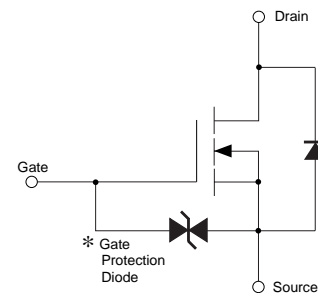 Drain
Gate
* Gate
Protection
Diode
Source